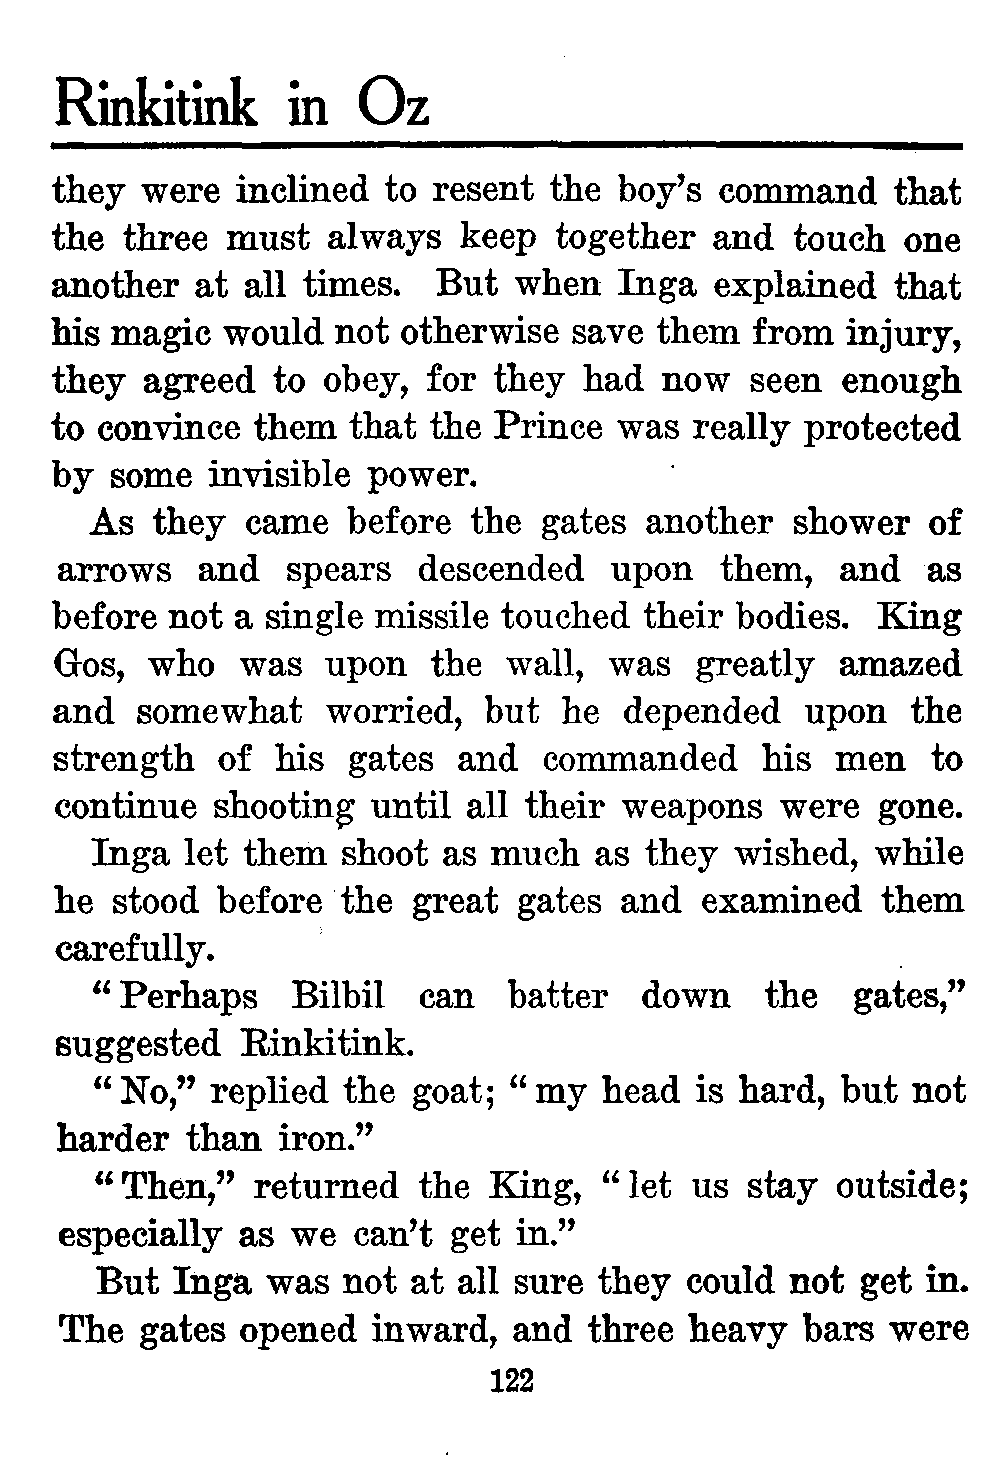 Rinkitink in Oz
they were inclined to resent the boy's command that
the three must always keep together and touch one
another at all times. But when Inga explained that
his magic would not otherwise save them from injury,
they agreed to obey, for they had now seen enough
to convince them that the Prince was really protected
by some invisible power.
As they came before the gates another shower of
arrows and spears descended upon them, and as
before not a single missile touched their bodies. King
Gos, who was upon the wall, was greatly amazed
and somewhat worried, but he depended upon the
strength of his gates and commanded his men to
continue shooting until all their weapons were gone.
Inga let them shoot as much as they wished, while
he stood before the great gates and examined them
carefully.
"Perhaps Bilbil can batter down the gates,"
suggested Rinkitink.
"No," replied the goat; "my head is hard, but not
harder than iron."
"Then," returned the King, "let us stay outside;
especially as we can't get in."
But Inga was not at all sure they could not get in.
The gates opened inward, and three heavy bars were
122